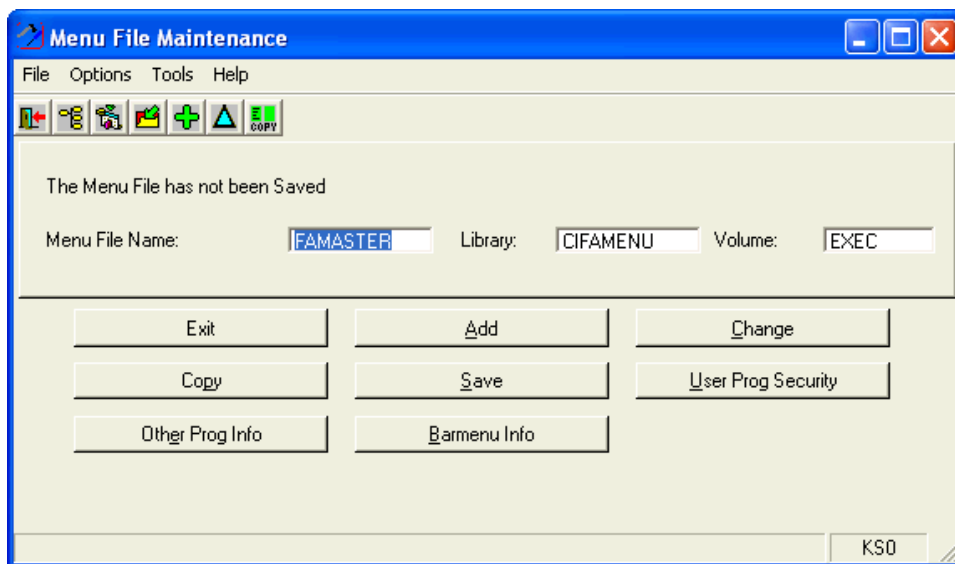 Menu File Maintenance
File Options Tools Help
COPY
The Menu File has not been Saved
Menu File Name: FAMASTER Library: CIFAMENU Volume: EXEC
Exit Add Change
Copy Save User Prog Security
Other Prog Info Barmenu Info
KS0